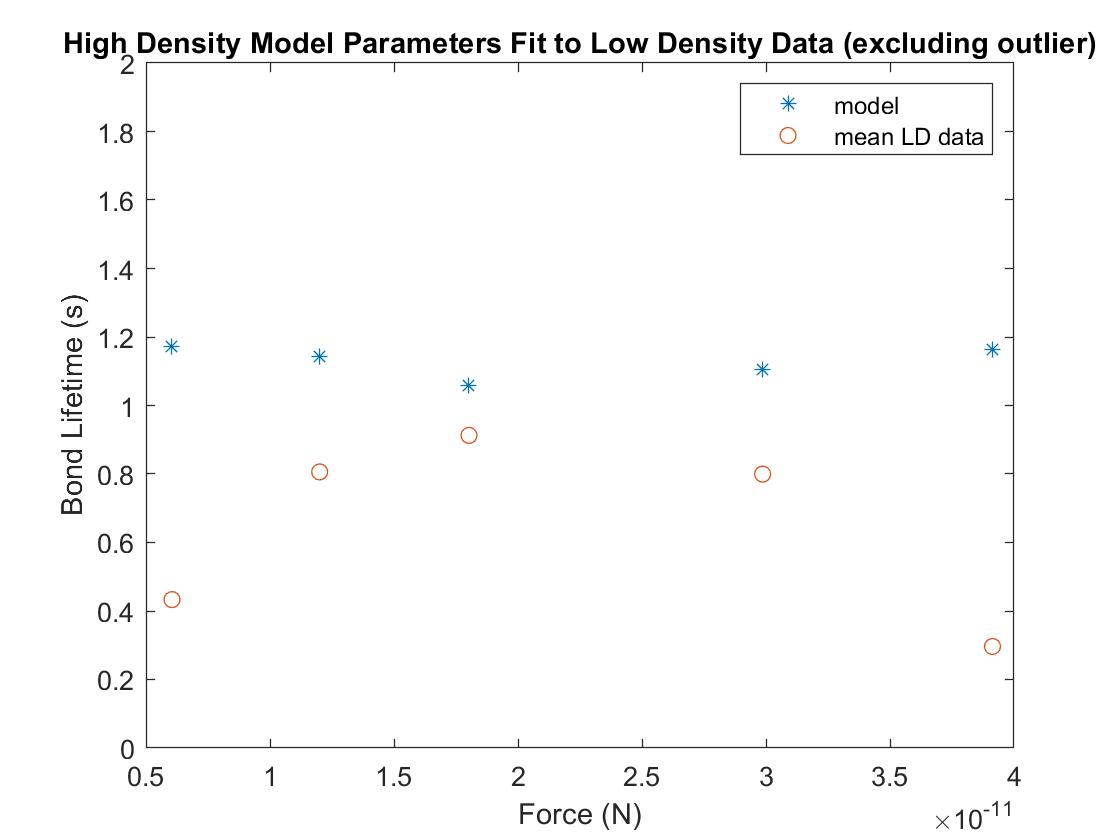 High Density Model Parameters Fit to Low Density Data (excluding outlier)
model
mean LD data
2
1.8
1.6
1.4
1.2
1
0.8
0.6
0.4
0.2
0
Bond Lifetime (s)
0.5 1 1.5 2 2.5 3 3.5 4
Force (N)
×10⁻¹¹